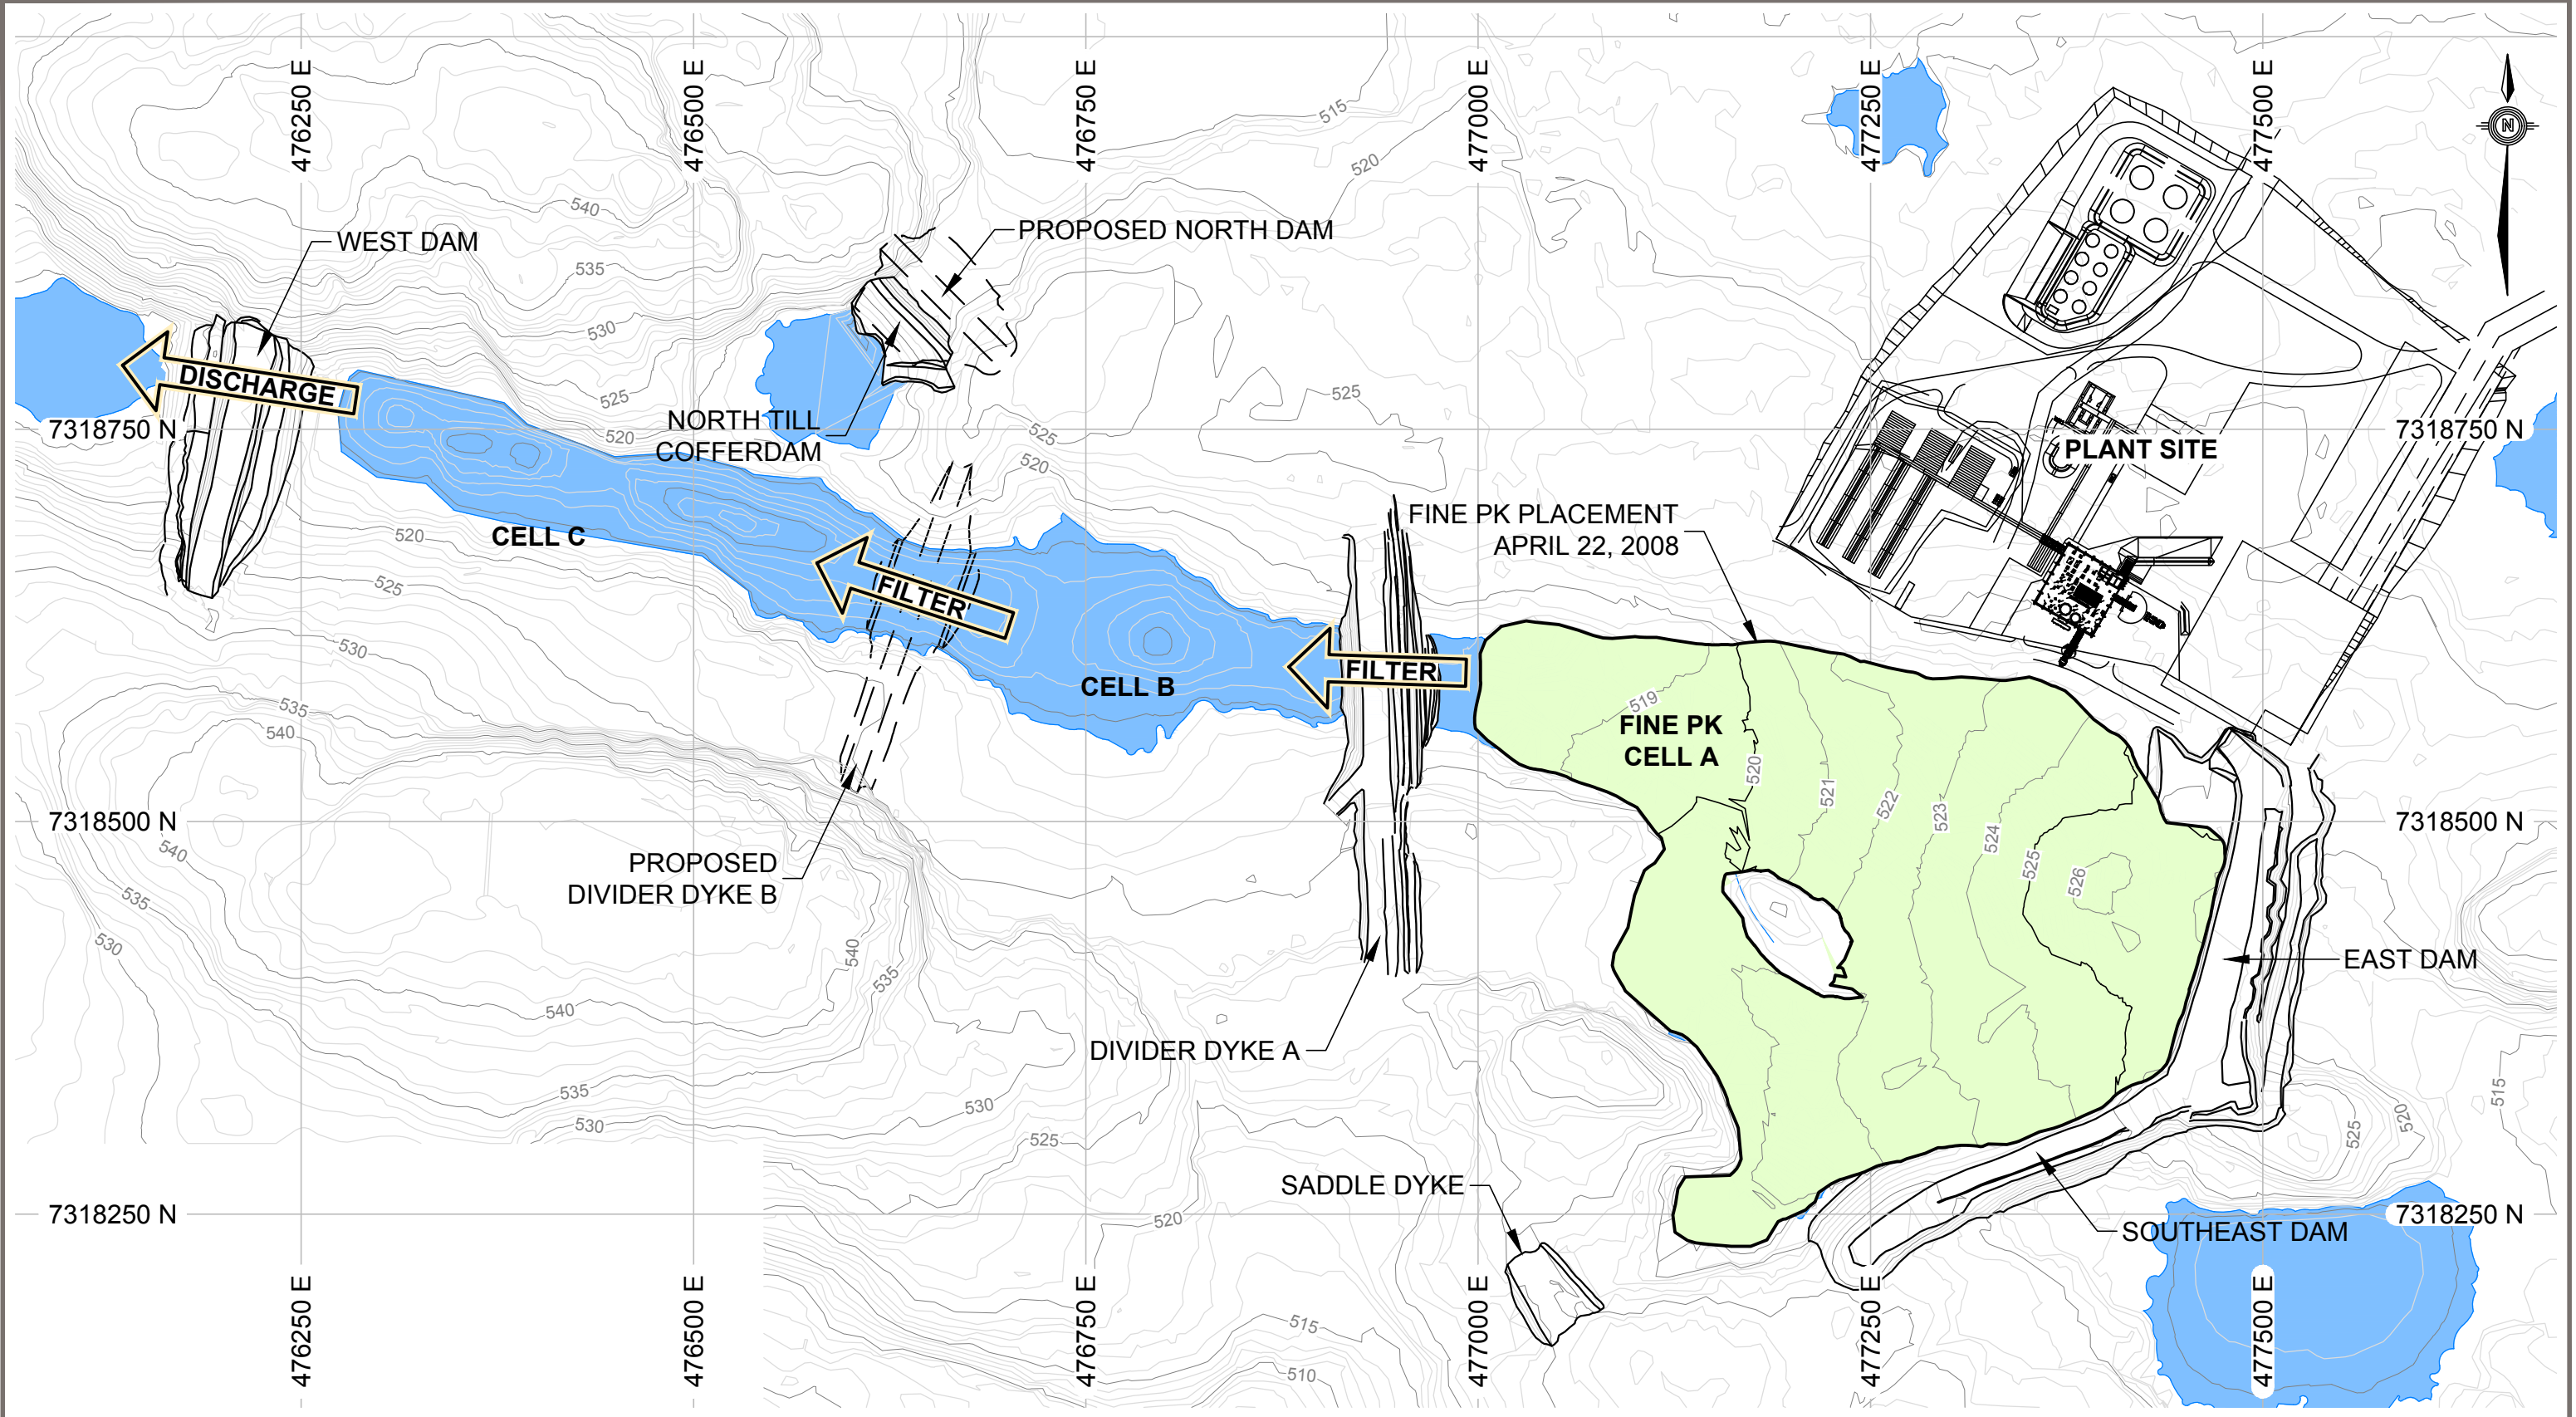 476250 E
476500 E
476750 E
477000 E
477250 E
477500 E
N
515
520
540
WEST DAM
PROPOSED NORTH DAM
535
530
DISCHARGE
525
525
7318750 N
NORTH TILL
COFFERDAM
520
525
520
7318750 N
PLANT SITE
CELL C
520
525
FINE PK PLACEMENT
APRIL 22, 2008
FILTER
530
FILTER
CELL B
535
540
519
FINE PK
CELL A
520
521
522
523
524
525
526
7318500 N
7318500 N
540
535
530
PROPOSED
DIVIDER DYKE B
540
535
EAST DAM
540
DIVIDER DYKE A
535
530
530
525
515
520
525
SADDLE DYKE
520
7318250 N
7318250 N
SOUTHEAST DAM
515
510
476250 E
476500 E
476750 E
477000 E
477250 E
477500 E